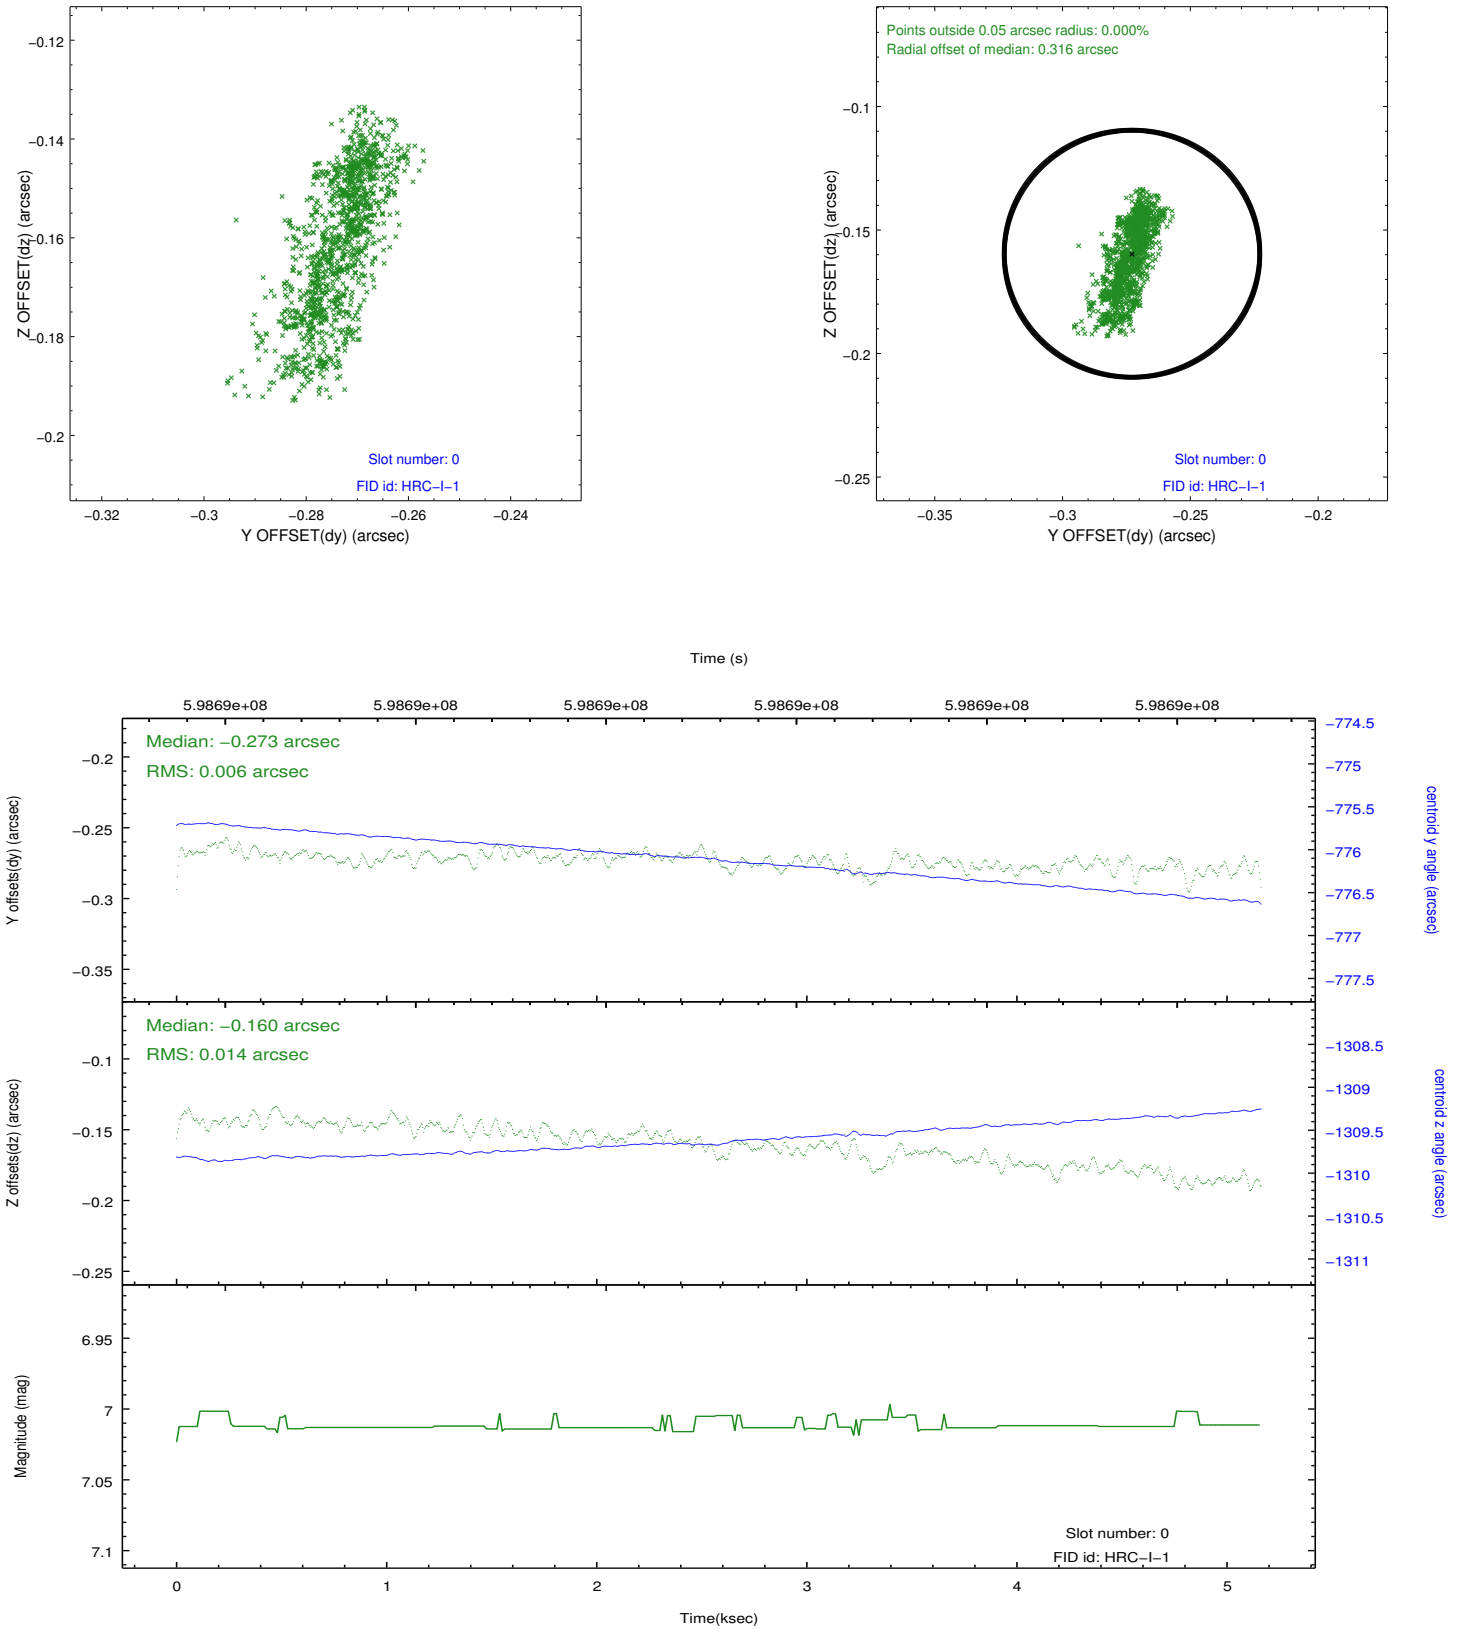 −0.12
−0.14
−0.16
−0.18
−0.2
Z OFFSET(dz) (arcsec)
Slot number: 0
FID id: HRC−I−1
−0.32
−0.3
−0.28
−0.26
−0.24
Y OFFSET(dy) (arcsec)
Points outside 0.05 arcsec radius: 0.000%
Radial offset of median: 0.316 arcsec
−0.1
−0.15
−0.2
−0.25
Z OFFSET(dz) (arcsec)
Slot number: 0
FID id: HRC−I−1
−0.35
−0.3
−0.25
−0.2
Y OFFSET(dy) (arcsec)
Time (s)
5.9869e+08 5.9869e+08 5.9869e+08 5.9869e+08 5.9869e+08 5.9869e+08
Median: −0.273 arcsec
RMS: 0.006 arcsec
−0.2
−0.25
−0.3
−0.35
Y offsets(dy) (arcsec)
−774.5
−775
−775.5
−776
−776.5
−777
−777.5
centroid y angle (arcsec)
Median: −0.160 arcsec
RMS: 0.014 arcsec
−0.1
−0.15
−0.2
−0.25
Z offsets(dz) (arcsec)
−1308.5
−1309
−1309.5
−1310
−1310.5
−1311
centroid z angle (arcsec)
6.95
7
7.05
7.1
Magnitude (mag)
Slot number: 0
FID id: HRC−I−1
0 1 2 3 4 5
Time(ksec)